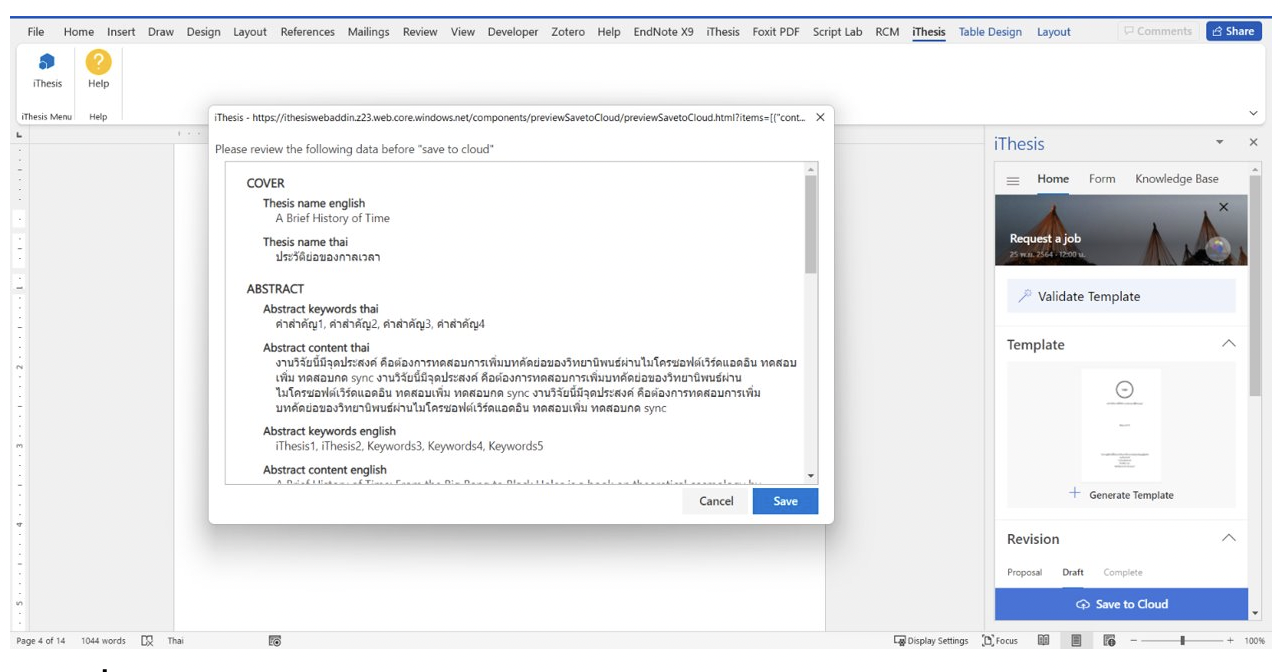 File Home Insert Draw Design Layout References Mailings Review View Developer Zotero Help EndNote X9 iThesis Foxit PDF Script Lab RCM iThesis Table Design Layout Comments Share
iThesis Help
iThesis Menu Help
iThesis - https://ithesiswebaddin.z23.web.core.windows.net/components/previewSavetoCloud/previewSavetoCloud.html?items=[{"cont...
Please review the following data before "save to cloud"
COVER
Thesis name english
A Brief History of Time
Thesis name thai
ประวัติย่อของกาลเวลา
ABSTRACT
Abstract keywords thai
คำสำคัญ1, คำสำคัญ2, คำสำคัญ3, คำสำคัญ4
Abstract content thai
งานวิจัยนี้มีจุดประสงค์ คือต้องการทดสอบการเพิ่มบทคัดย่อของวิทยานิพนธ์ผ่านไมโครซอฟต์เวิร์ดแอดอิน ทดสอบ
เพิ่ม ทดสอบกด sync งานวิจัยนี้มีจุดประสงค์ คือต้องการทดสอบการเพิ่มบทคัดย่อของวิทยานิพนธ์ผ่าน
ไมโครซอฟต์เวิร์ดแอดอิน ทดสอบเพิ่ม ทดสอบกด sync งานวิจัยนี้มีจุดประสงค์ คือต้องการทดสอบการเพิ่ม
บทคัดย่อของวิทยานิพนธ์ผ่านไมโครซอฟต์เวิร์ดแอดอิน ทดสอบเพิ่ม ทดสอบกด sync
Abstract keywords english
iThesis1, iThesis2, Keywords3, Keywords4, Keywords5
Abstract content english
A Brief History of Time: From the Big Bang to Black Holes is a book on theoretical cosmology by
Cancel Save
iThesis
Home Form Knowledge Base
Request a job
25 พ.ย. 2564 - 12:00 น.
Validate Template
Template
Generate Template
Revision
Proposal Draft Complete
Save to Cloud
Page 4 of 14 1044 words Thai Display Settings Focus 100%